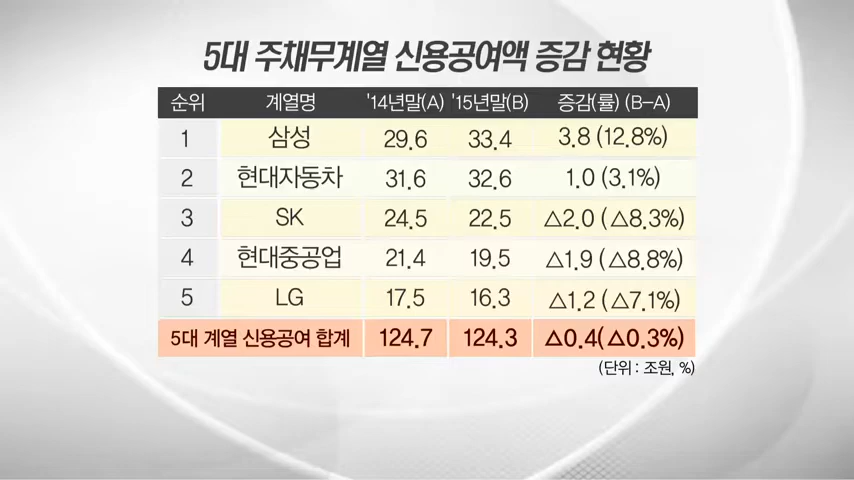 5대 주채무계열 신용공여액 증감 현황
순위 계열명 '14년말(A) '15년말(B) 증감(률) (B-A)
1 삼성 29.6 33.4 3.8 (12.8%)
2 현대자동차 31.6 32.6 1.0 (3.1%)
3 SK 24.5 22.5 △2.0 (△8.3%)
4 현대중공업 21.4 19.5 △1.9 (△8.8%)
5 LG 17.5 16.3 △1.2 (△7.1%)
5대 계열 신용공여 합계 124.7 124.3 △0.4(△0.3%)
(단위 : 조원, %)